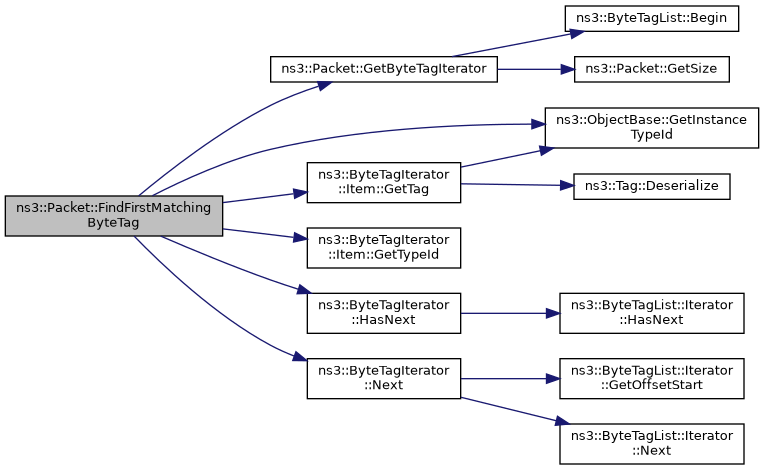 ns3::Packet::FindFirstMatching
ByteTag
ns3::Packet::GetByteTagIterator
ns3::ByteTagList::Begin
ns3::Packet::GetSize
ns3::ObjectBase::GetInstance
TypeId
ns3::ByteTagIterator
::Item::GetTag
ns3::Tag::Deserialize
ns3::ByteTagIterator
::Item::GetTypeId
ns3::ByteTagIterator
::HasNext
ns3::ByteTagList::Iterator
::HasNext
ns3::ByteTagIterator
::Next
ns3::ByteTagList::Iterator
::GetOffsetStart
ns3::ByteTagList::Iterator
::Next